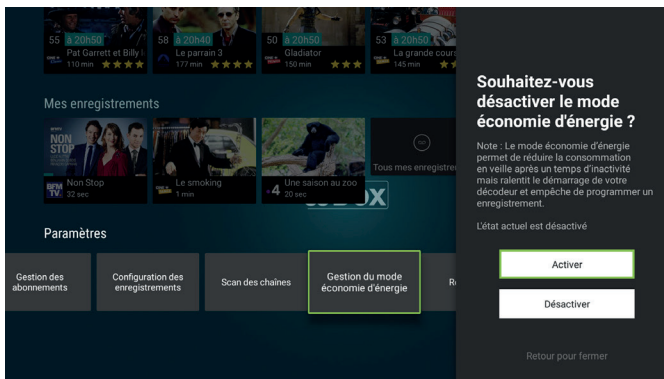 55 à 20h50
58 à 20h40
50 à 20h50
53 à 20h50
Pat Garrett et Billy l
Le parrain 3
Gladiator
La grande cours
110 min
177 min
150 min
145 min
Mes enregistrements
NON
STOP
Tous mes enregistre
BFM
TV.
Non Stop
32 sec
Le smoking
1 min
4
Une saison au zoo
20 sec
Paramètres
Gestion des
abonnements
Configuration des
enregistrements
Scan des chaînes
Gestion du mode
économie d'énergie
R
Souhaitez-vous
désactiver le mode
économie d'énergie ?
Note : Le mode économie d'énergie
permet de réduire la consommation
en veille après un temps d'inactivité
mais ralentit le démarrage de votre
décodeur et empêche de programmer un
enregistrement.
L'état actuel est désactivé
Activer
Désactiver
Retour pour fermer